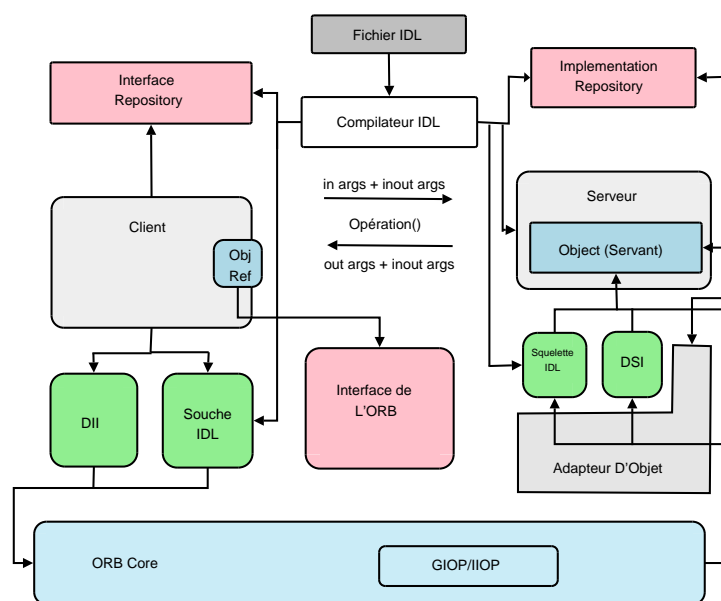 Fichier IDL
Interface
Repository
Implementation
Repository
Compilateur IDL
in args + inout args
Client
Serveur
Opération()
Obj
Ref
Object (Servant)
out args + inout args
Squelette
IDL
DSI
DII
Souche
IDL
Interface de
L'ORB
Adapteur D'Objet
ORB Core
GIOP/IIOP